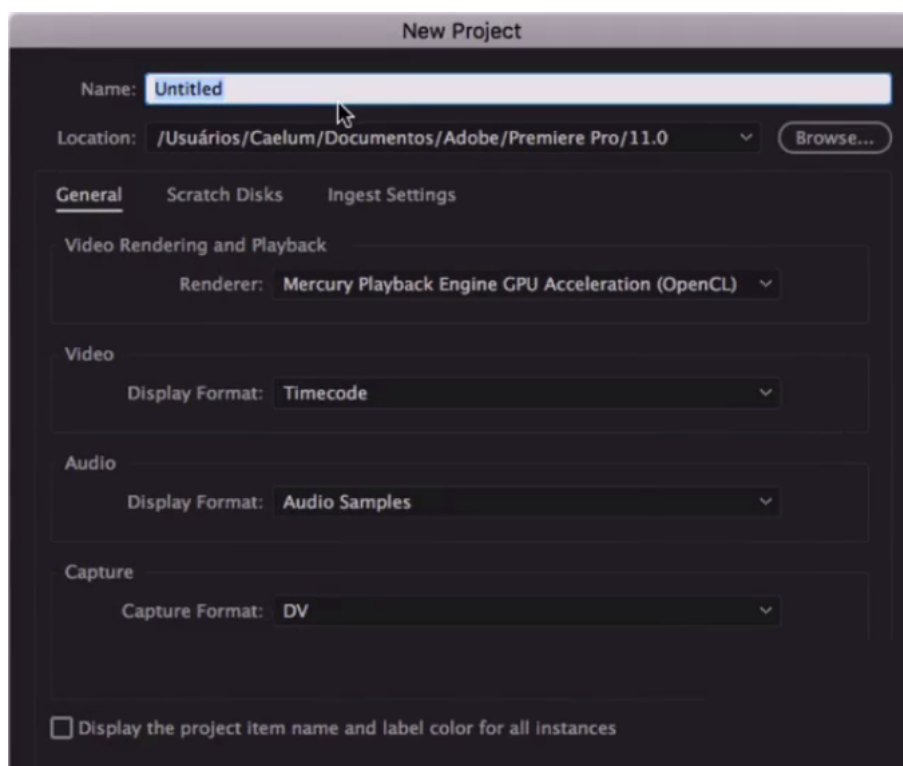 New Project
Name: Untitled
Location: /Usuários/Caelum/Documentos/Adobe/Premiere Pro/11.0 Browse...
General Scratch Disks Ingest Settings
Video Rendering and Playback
Renderer: Mercury Playback Engine GPU Acceleration (OpenCL)
Video
Display Format: Timecode
Audio
Display Format: Audio Samples
Capture
Capture Format: DV
Display the project item name and label color for all instances